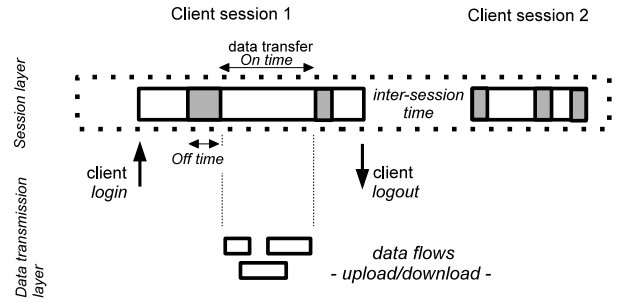 Client session 1
Client session 2
data transfer
On time
Session layer
inter-session
time
Off time
client
login
client
logout
Data transmission
layer
data flows
- upload/download -